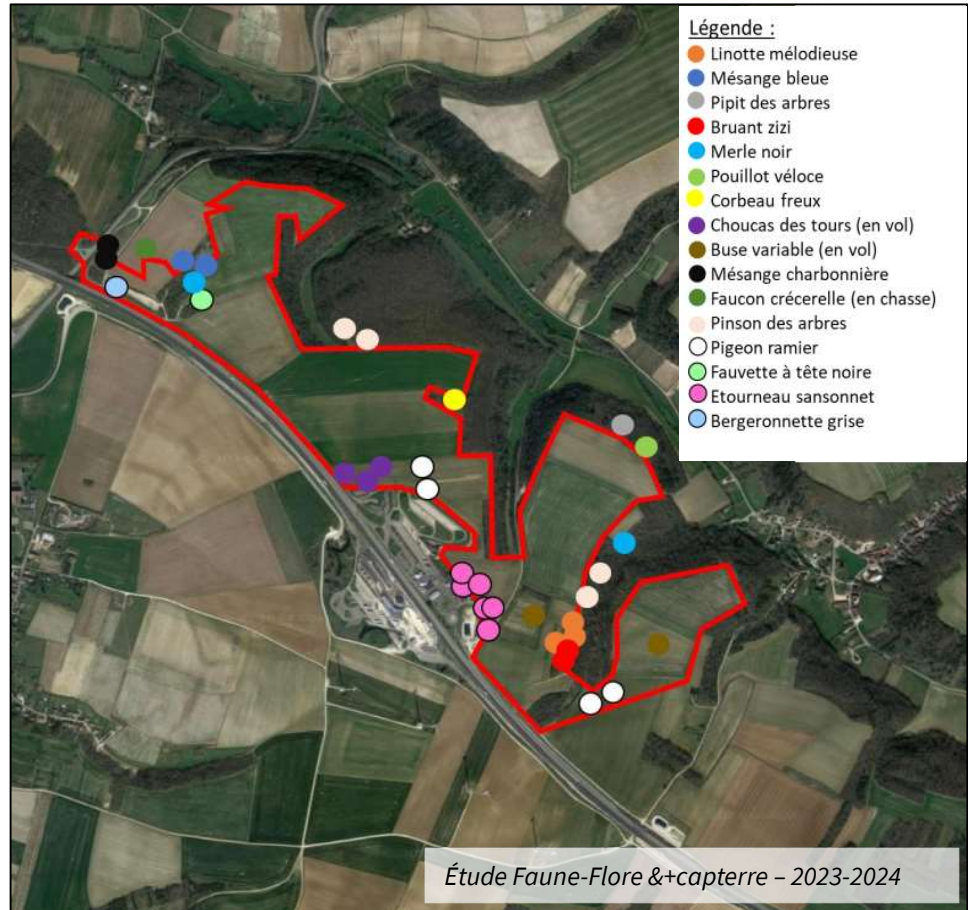 Légende :
Linotte mélodieuse
Mésange bleue
Pipit des arbres
Bruant zizi
Merle noir
Pouillot véloce
Corbeau freux
Choucas des tours (en vol)
Buse variable (en vol)
Mésange charbonnière
Faucon crécerelle (en chasse)
Pinson des arbres
Pigeon ramier
Fauvette à tête noire
Etourneau sansonnet
Bergeronnette grise
Étude Faune-Flore &+capterre – 2023-2024